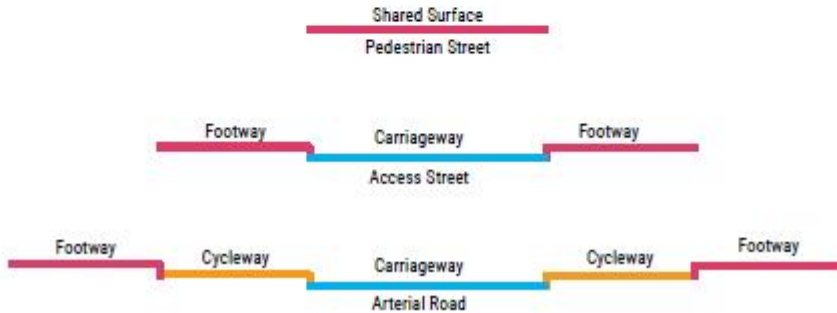 Shared Surface
Pedestrian Street
Footway Carriageway Footway
Access Street
Footway Cycleway Carriageway Cycleway Footway
Arterial Road